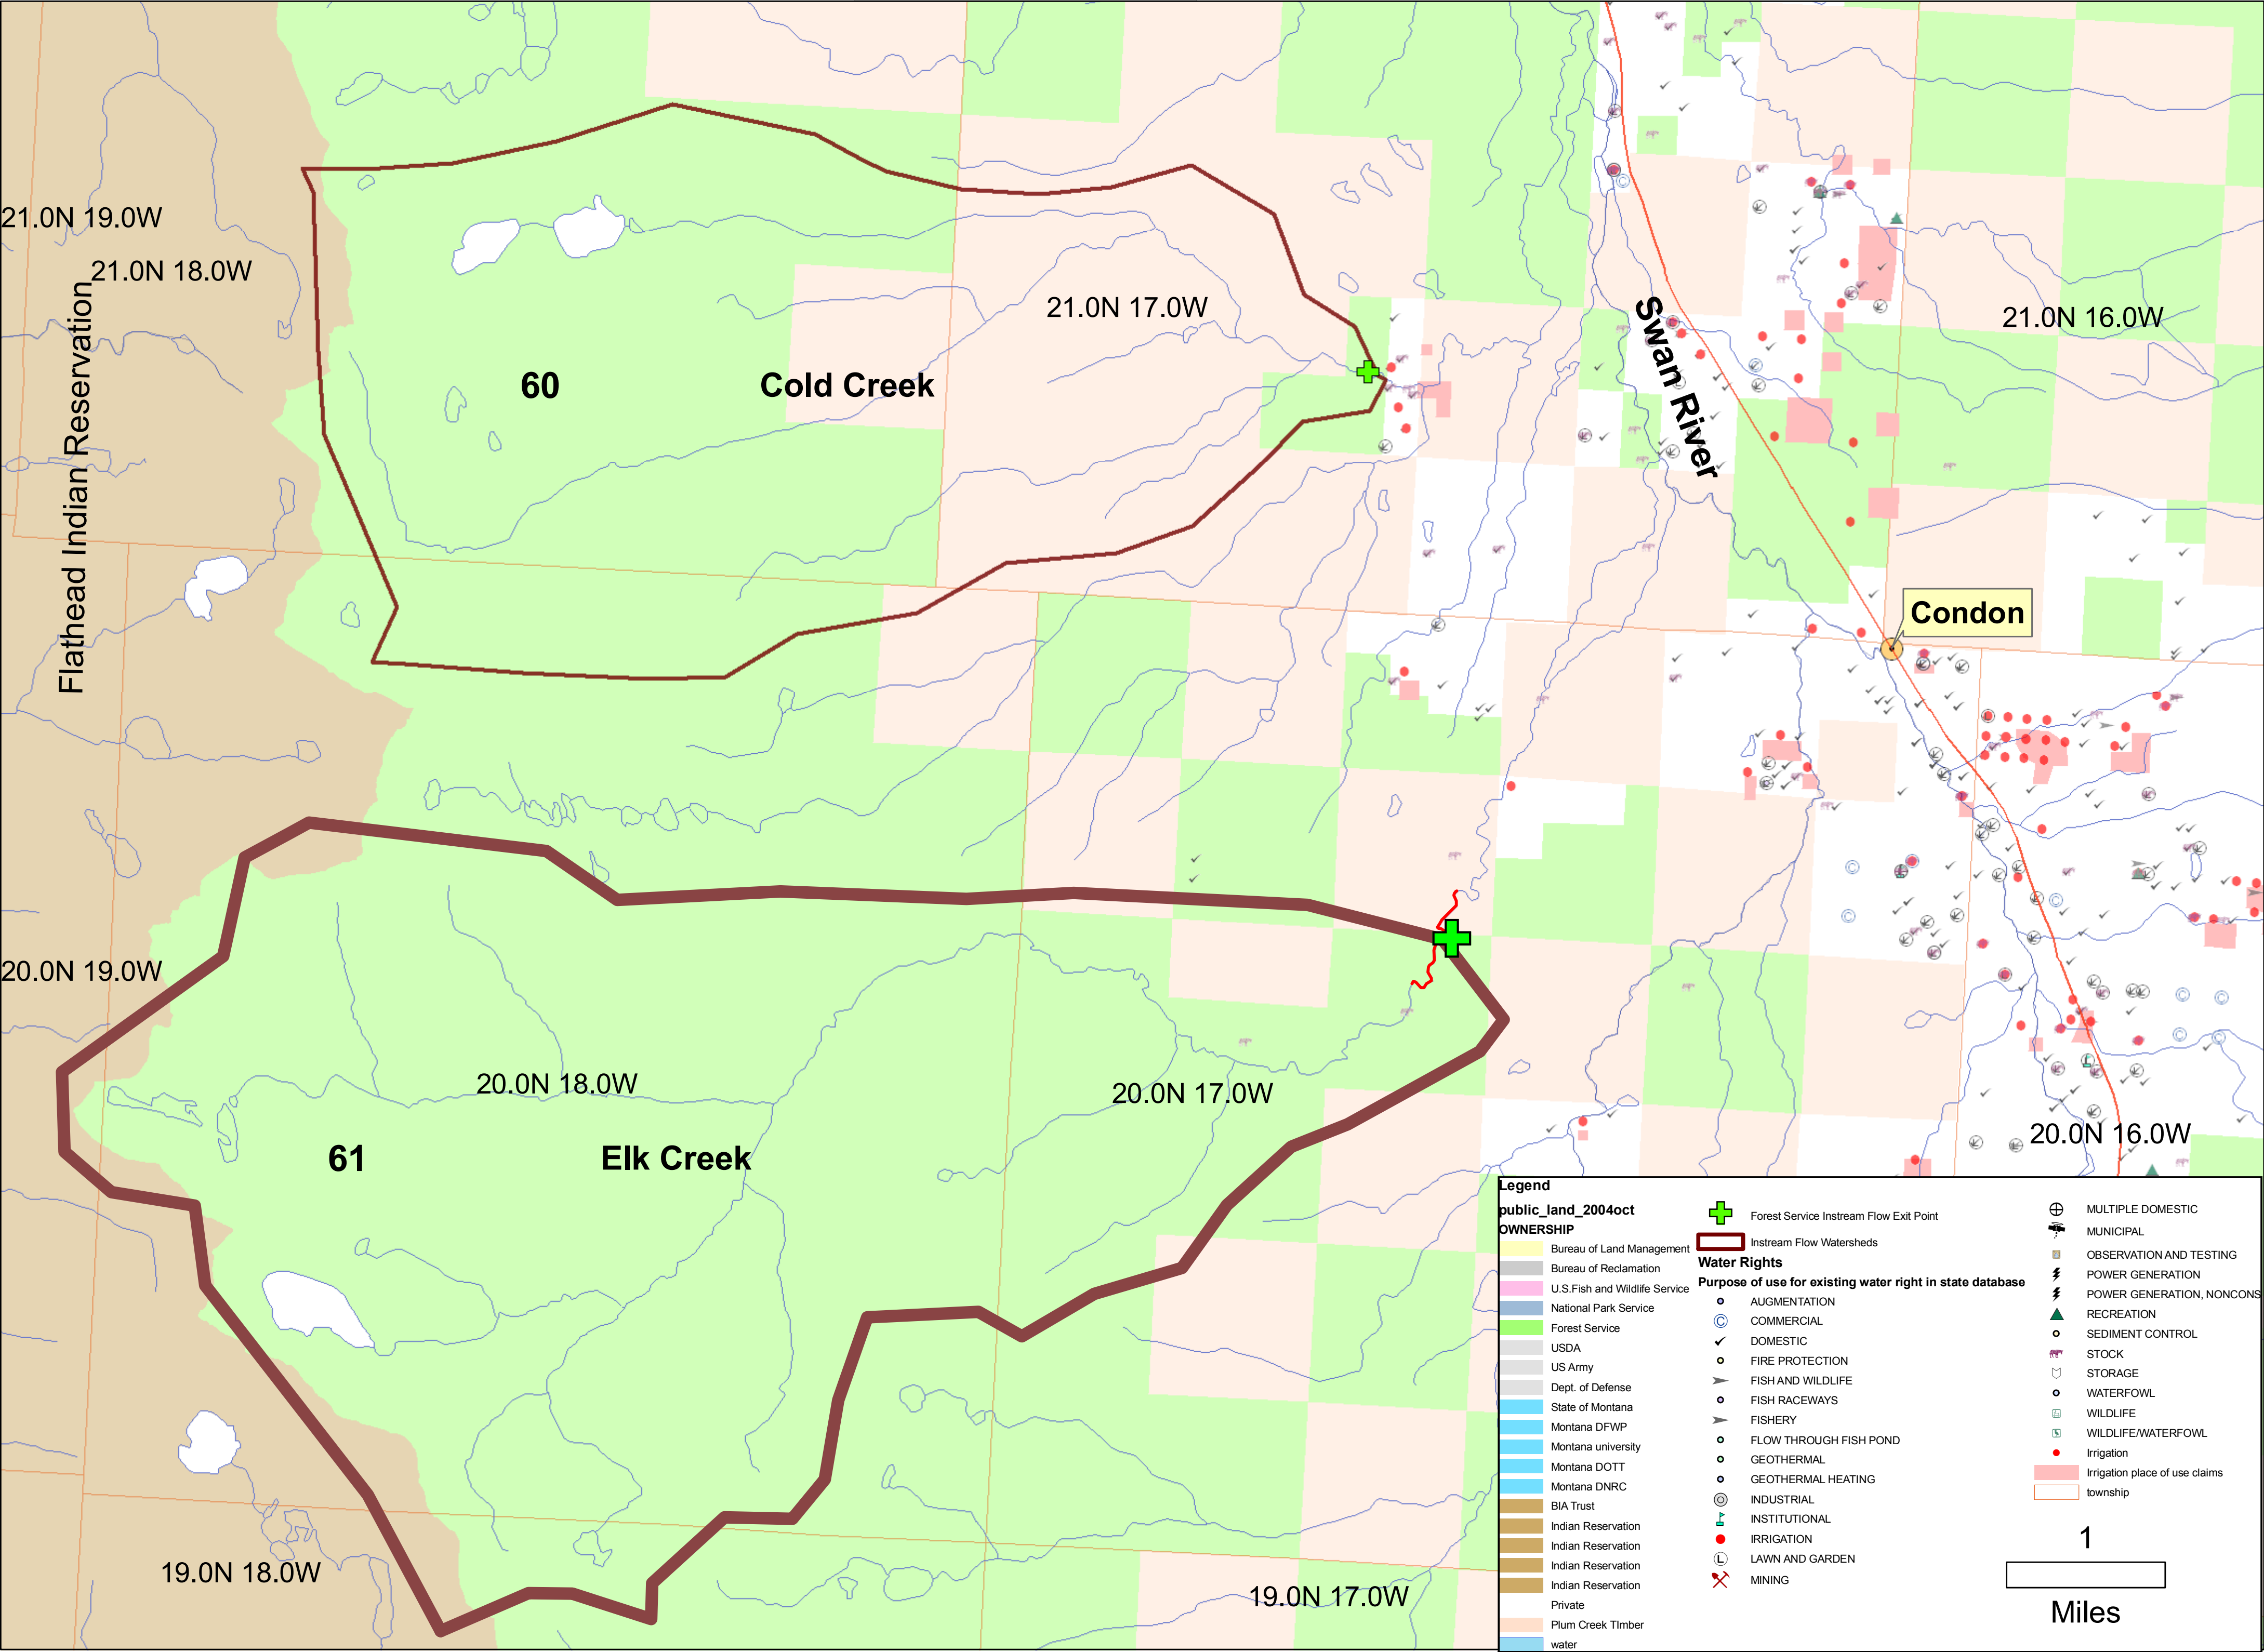 21.0N 19.0W
21.0N 18.0W
Flathead Indian Reservation
60
Cold Creek
21.0N 17.0W
Swan River
21.0N 16.0W
Condon
20.0N 19.0W
20.0N 18.0W
20.0N 17.0W
61
Elk Creek
20.0N 16.0W
19.0N 18.0W
19.0N 17.0W
Legend
public_land_2004oct
OWNERSHIP
Bureau of Land Management
Bureau of Reclamation
U.S.Fish and Wildlife Service
National Park Service
Forest Service
USDA
US Army
Dept. of Defense
State of Montana
Montana DFWP
Montana university
Montana DOTT
Montana DNRC
BIA Trust
Indian Reservation
Indian Reservation
Indian Reservation
Indian Reservation
Private
Plum Creek TImber
water
Forest Service Instream Flow Exit Point
Instream Flow Watersheds
Water Rights
Purpose of use for existing water right in state database
AUGMENTATION
COMMERCIAL
DOMESTIC
FIRE PROTECTION
FISH AND WILDLIFE
FISH RACEWAYS
FISHERY
FLOW THROUGH FISH POND
GEOTHERMAL
GEOTHERMAL HEATING
INDUSTRIAL
INSTITUTIONAL
IRRIGATION
LAWN AND GARDEN
MINING
MULTIPLE DOMESTIC
MUNICIPAL
OBSERVATION AND TESTING
POWER GENERATION
POWER GENERATION, NONCONS
RECREATION
SEDIMENT CONTROL
STOCK
STORAGE
WATERFOWL
WILDLIFE
WILDLIFE/WATERFOWL
Irrigation
Irrigation place of use claims
township
1
Miles